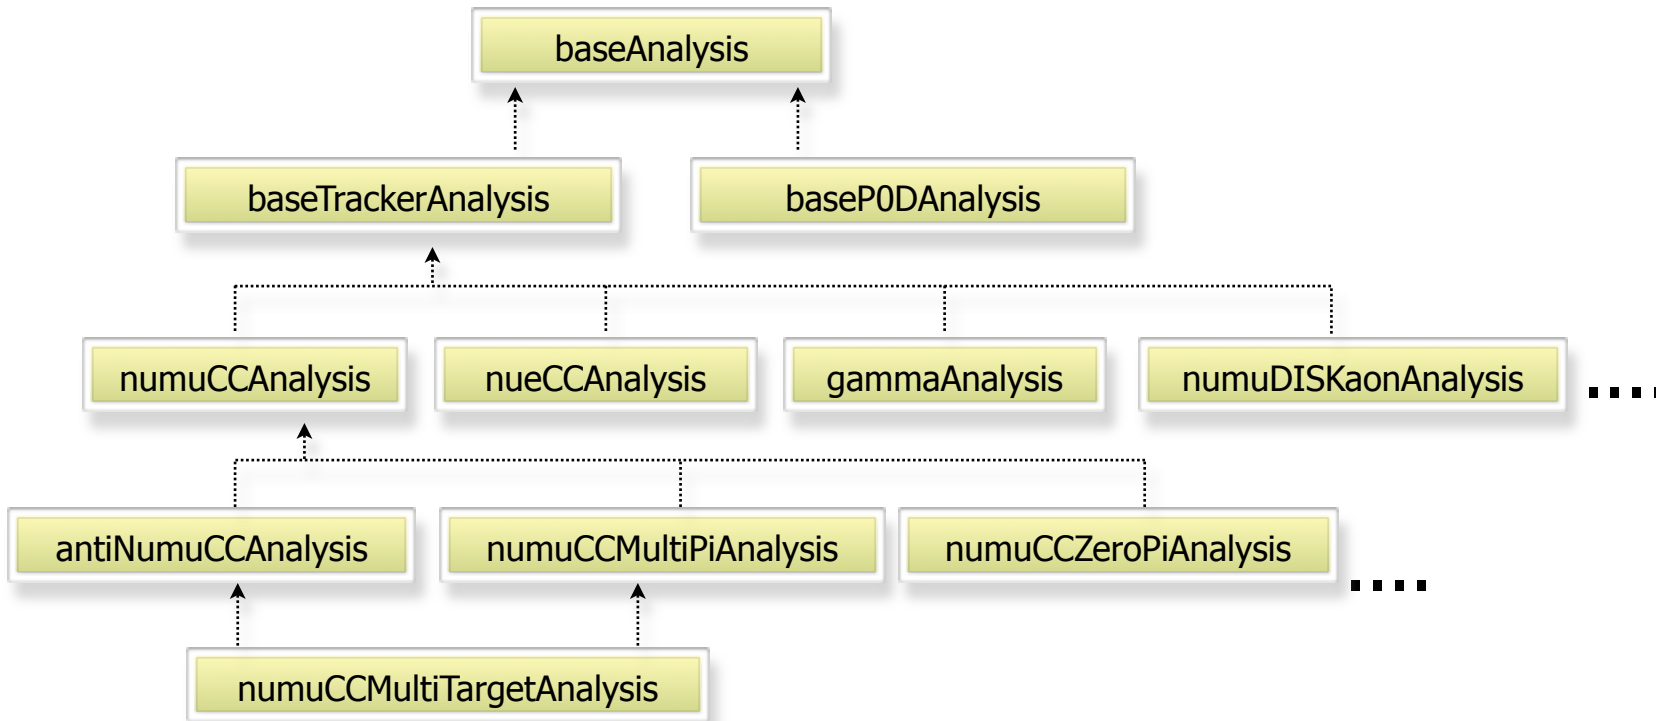 baseAnalysis
baseTrackerAnalysis
baseP0DAnalysis
numuCCAnalysis
nueCCAnalysis
gammaAnalysis
numuDISKaonAnalysis
....
antiNumuCCAnalysis
numuCCMultiPiAnalysis
numuCCZeroPiAnalysis
....
numuCCMultiTargetAnalysis